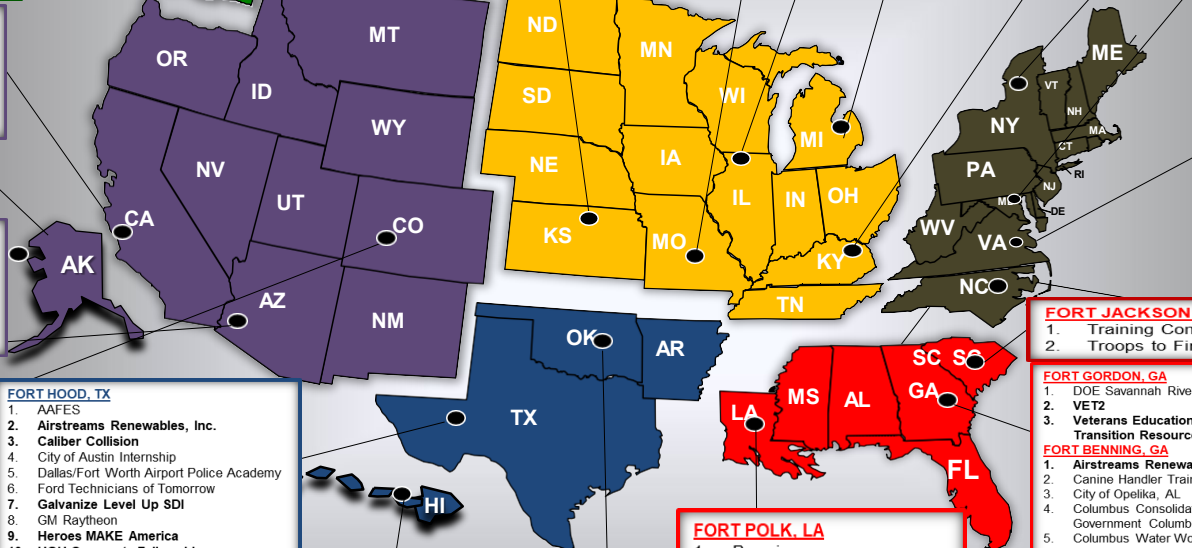 ND
MT
MN
ME
OR
ID
WI
VT
SD
NH
WY
NY
MI
MA
CT
IA
NV
NE
PA
RI
UT
IL
IN
OH
NJ
DE
CA
CO
WV
KS
MO
VA
KY
AK
NC
AZ
TN
NM
OK
AR
SC SC
MS
AL
GA
TX
LA
FL
HI
FORT JACKSON
1. Training Con
2. Troops to Fi
FORT HOOD, TX
1. AAFES
2. Airstreams Renewables, Inc.
3. Caliber Collision
4. City of Austin Internship
5. Dallas/Fort Worth Airport Police Academy
6. Ford Technicians of Tomorrow
7. Galvanize Level Up SDI
8. GM Raytheon
9. Heroes MAKE America
FORT GORDON, GA
1. DOE Savannah Rive
2. VET2
3. Veterans Education
Transition Resourc
FORT BENNING, GA
1. Airstreams Renewa
2. Canine Handler Train
3. City of Opelika, AL
4. Columbus Consolida
Government Columb
5. Columbus Water Wo
FORT POLK, LA